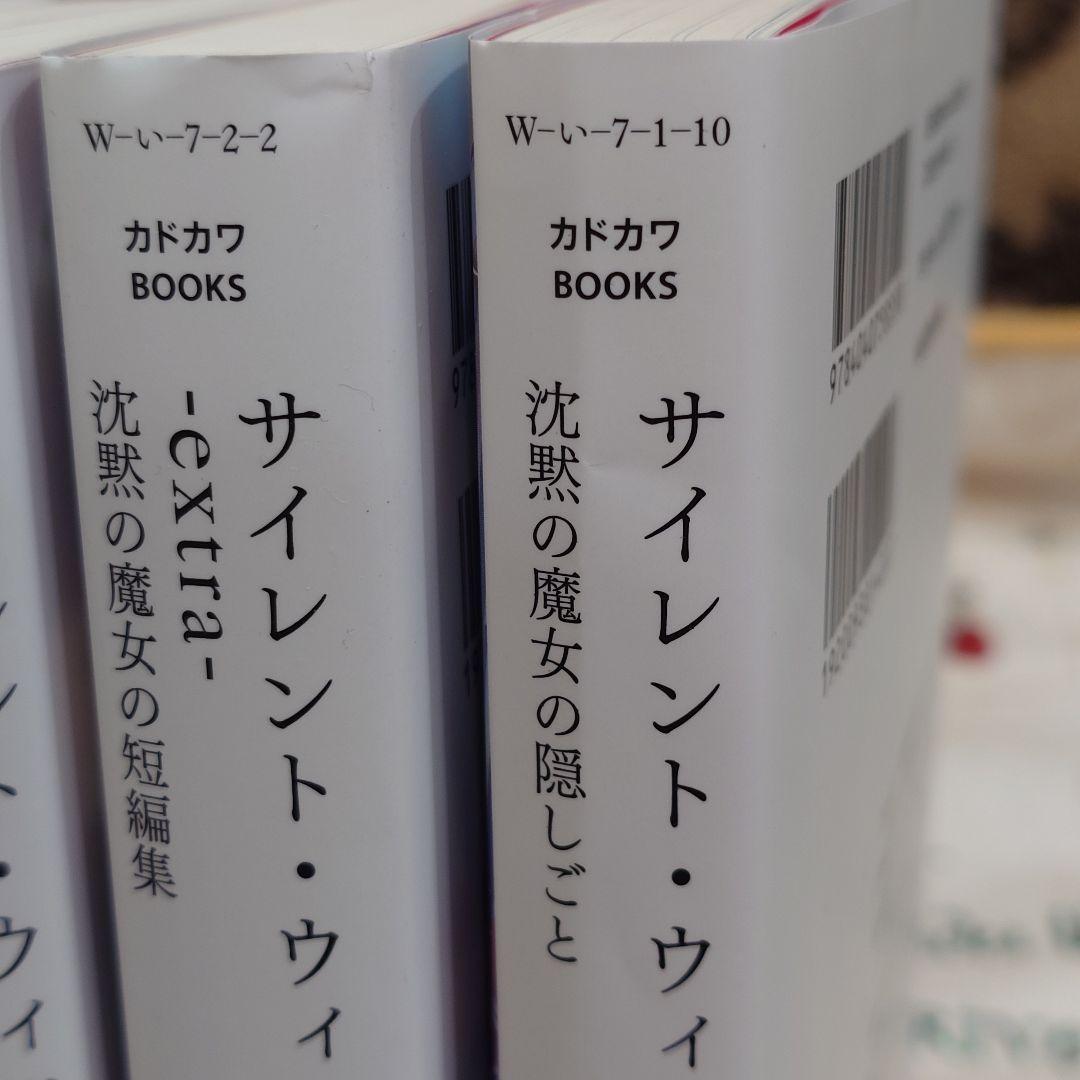 W-い-7-2-2
カドカワ
BOOKS
サイレント・ウィ
-extra-
沈黙の魔女の短編集
W-い-7-1-10
カドカワ
BOOKS
サイレント・ウィ
沈黙の魔女の隠しごと